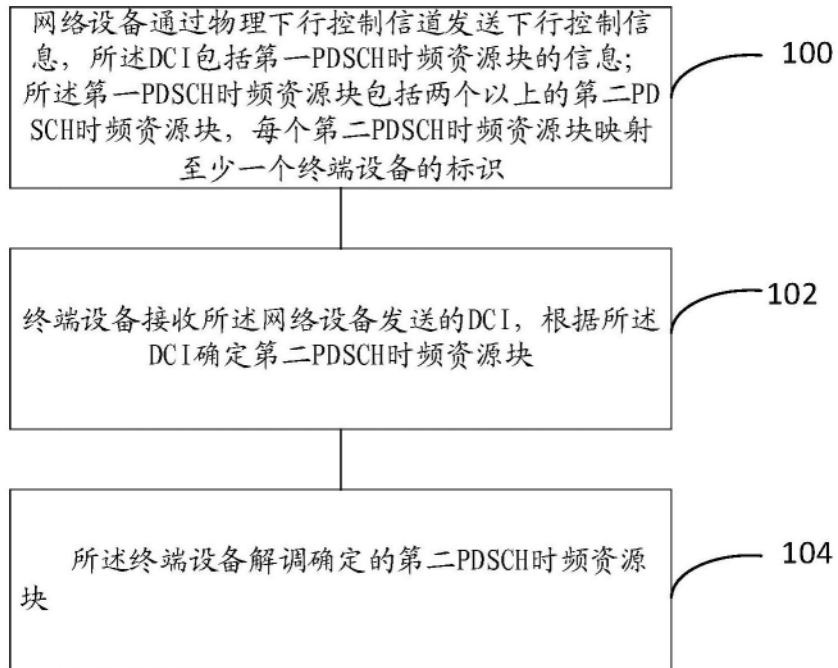 网络设备通过物理下行控制信道发送下行控制信
息，所述DCI包括第一PDSCH时频资源块的信息；
所述第一PDSCH时频资源块包括两个以上的第二PD
SCH时频资源块，每个第二PDSCH时频资源块映射
至少一个终端设备的标识
100
终端设备接收所述网络设备发送的DCI，根据所述
DCI确定第二PDSCH时频资源块
102
所述终端设备解调确定的第二PDSCH时频资源
块
104